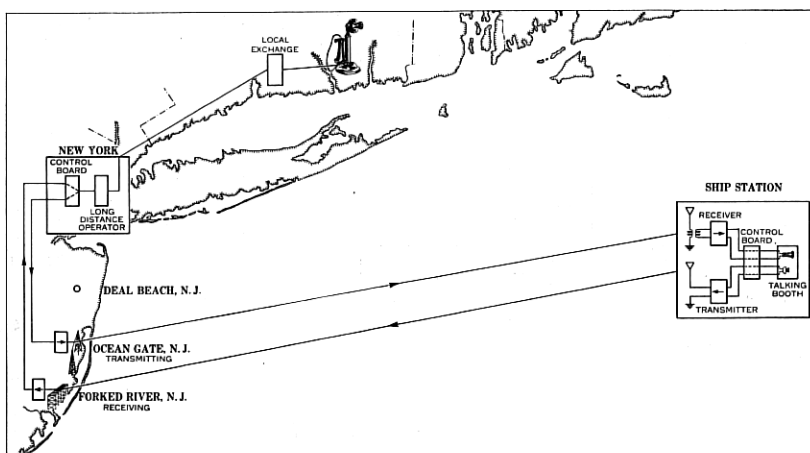 LOCAL
EXCHANGE
NEW YORK
CONTROL
BOARD
LONG
DISTANCE
OPERATOR
DEAL BEACH, N.J.
OCEAN GATE, N.J.
TRANSMITTING
FORKED RIVER, N.J.
RECEIVING
SHIP STATION
RECEIVER
CONTROL
BOARD
TALKING
BOOTH
TRANSMITTER